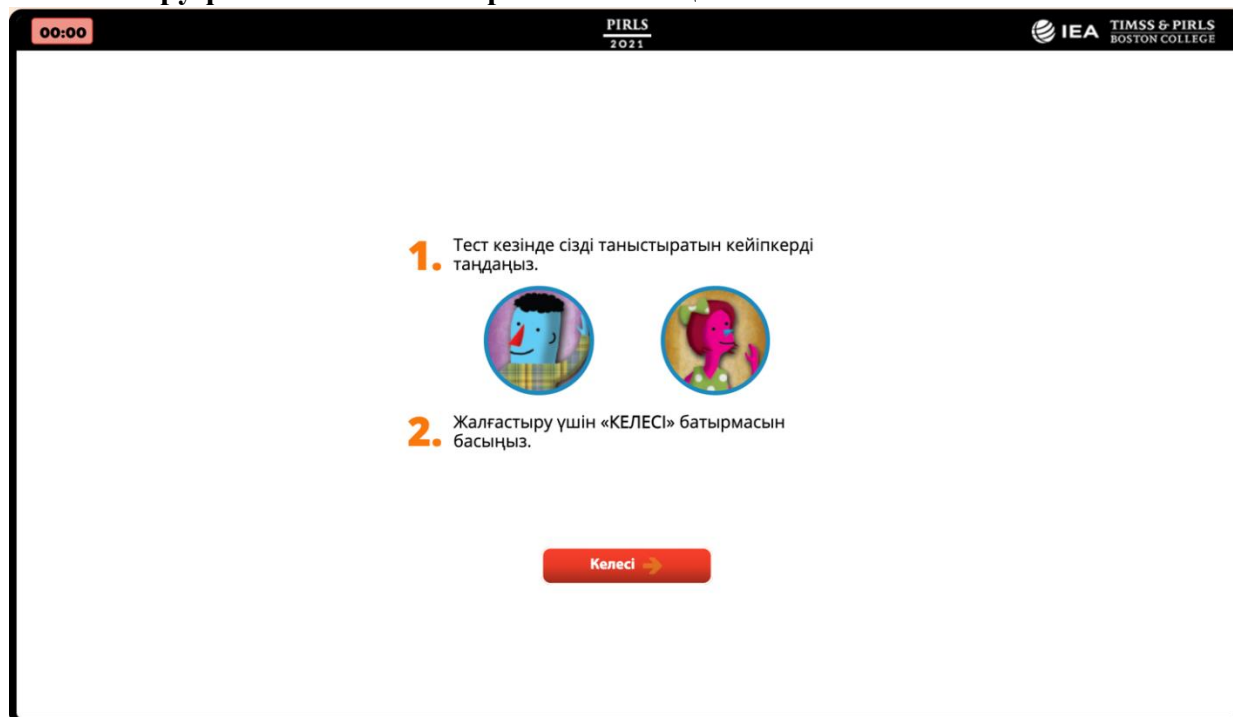 00:00
PIRLS
2021
IEA
TIMSS & PIRLS
BOSTON COLLEGE
1. Тест кезінде сізді таныстыратын кейіпкерді
таңдаңыз.
2. Жалғастыру үшін «КЕЛЕСІ» батырмасын
басыңыз.
Келесі